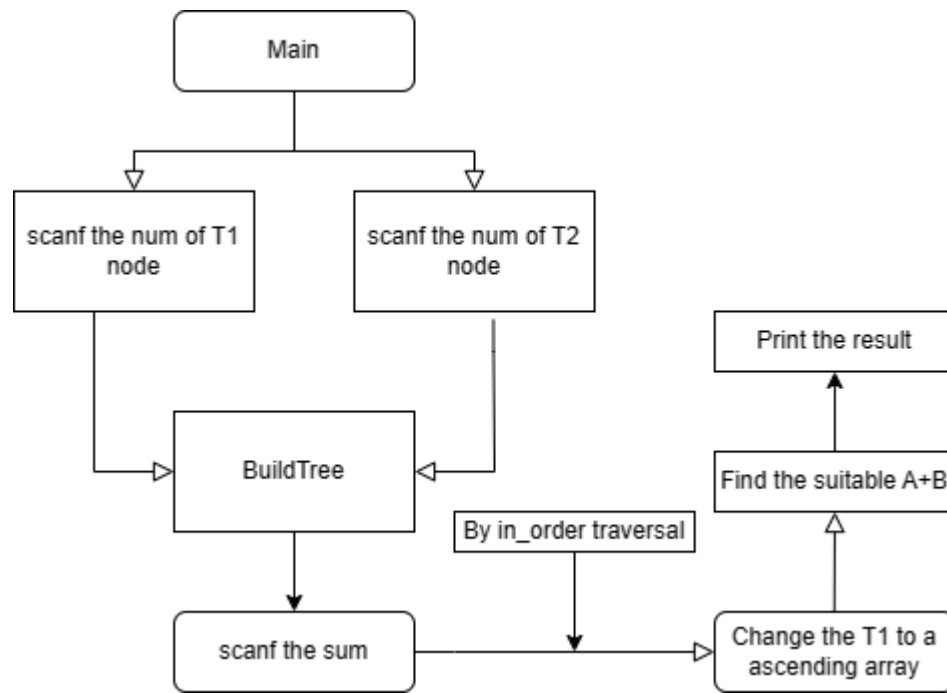 Main
scanf the num of T1
node
scanf the num of T2
node
Print the result
BuildTree
Find the suitable A+B
By in_order traversal
scanf the sum
Change the T1 to a
ascending array